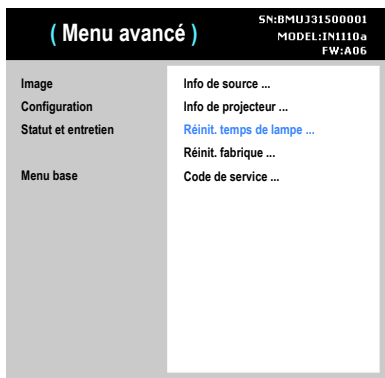 ( Menu avancé )
SN:BMUJ31500001
MODEL:IN1110a
FW:A06
Image
Configuration
Statut et entretien
Menu base
Info de source ...
Info de projecteur ...
Réinit. temps de lampe ...
Réinit. fabrique ...
Code de service ...